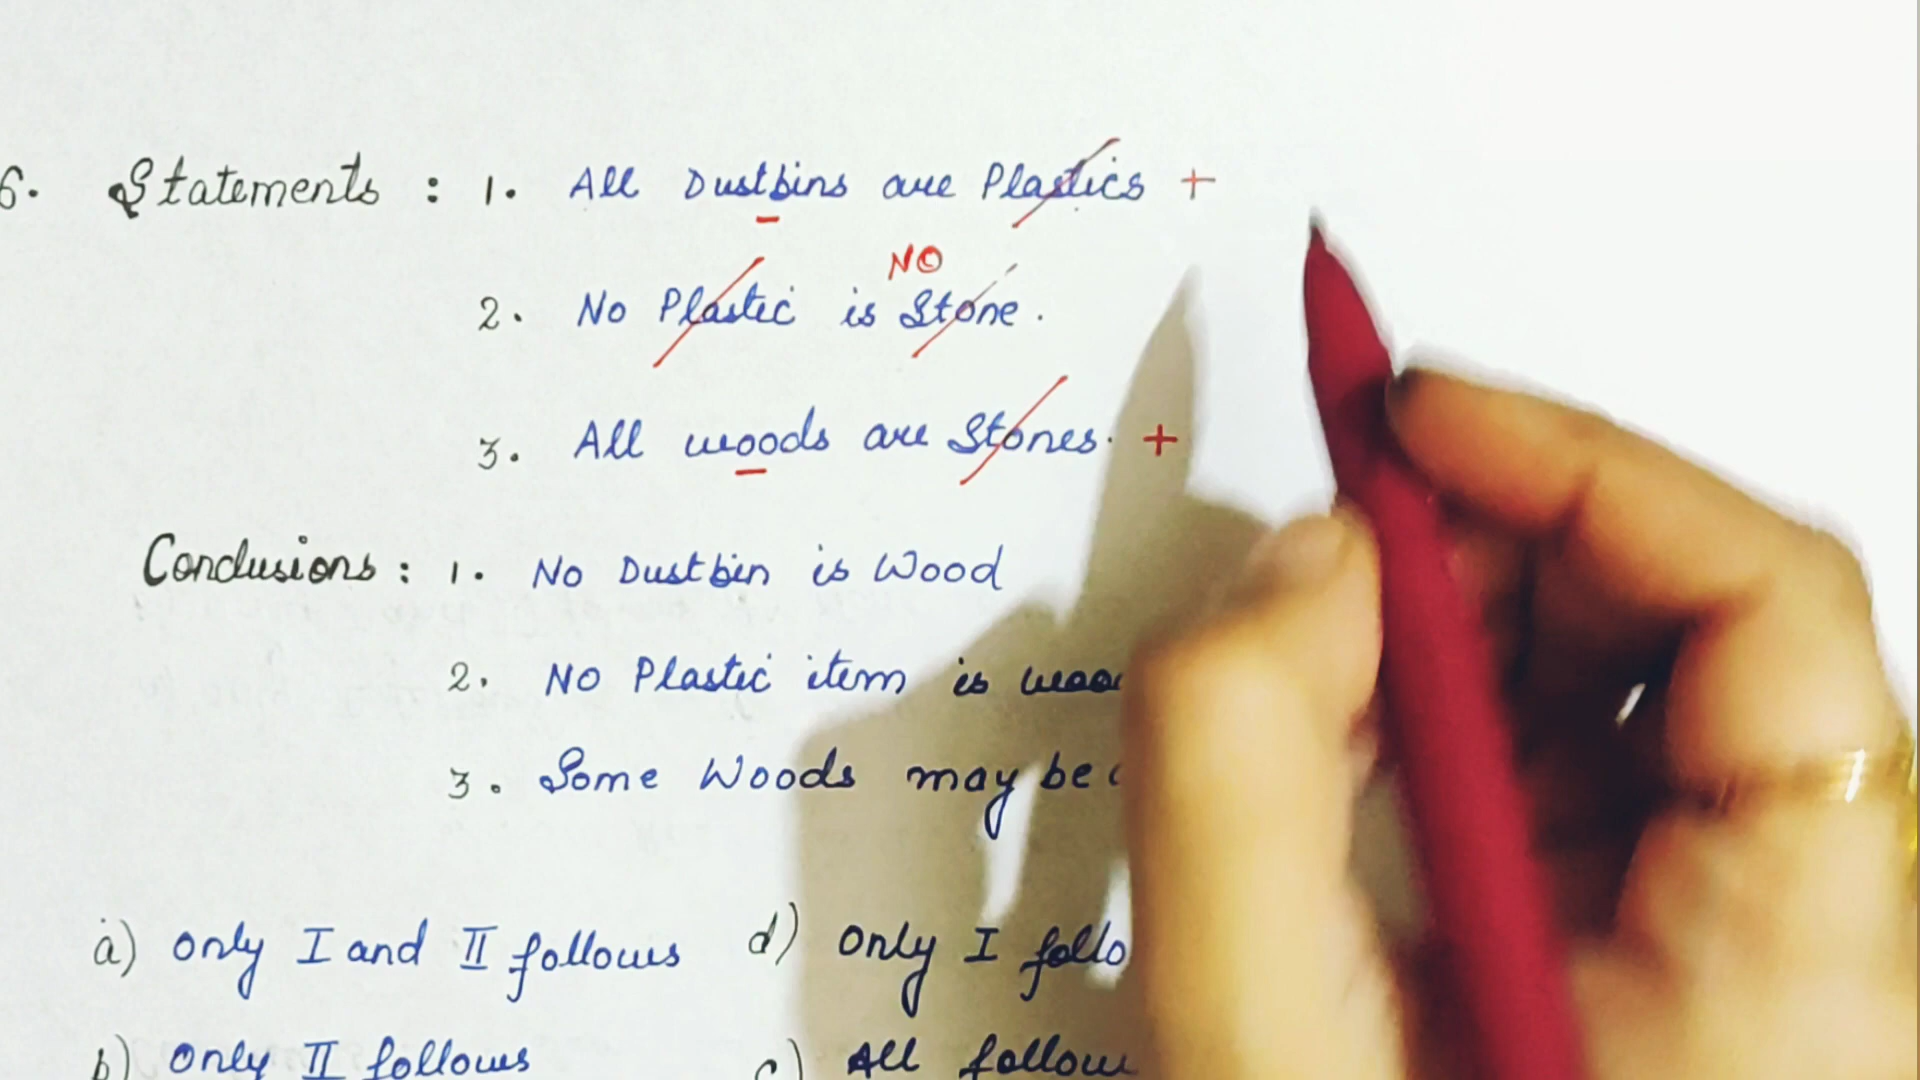 6. Statements : 1. All Dustbins are Plastics +
NO
2. No Plastic is Stone.
3. All woods are Stones. +
Conclusions : 1. No Dustbin is Wood
2. No Plastic item is
3. Some Woods may be
a) only I and II follows d) only I
b) only II follows c) All